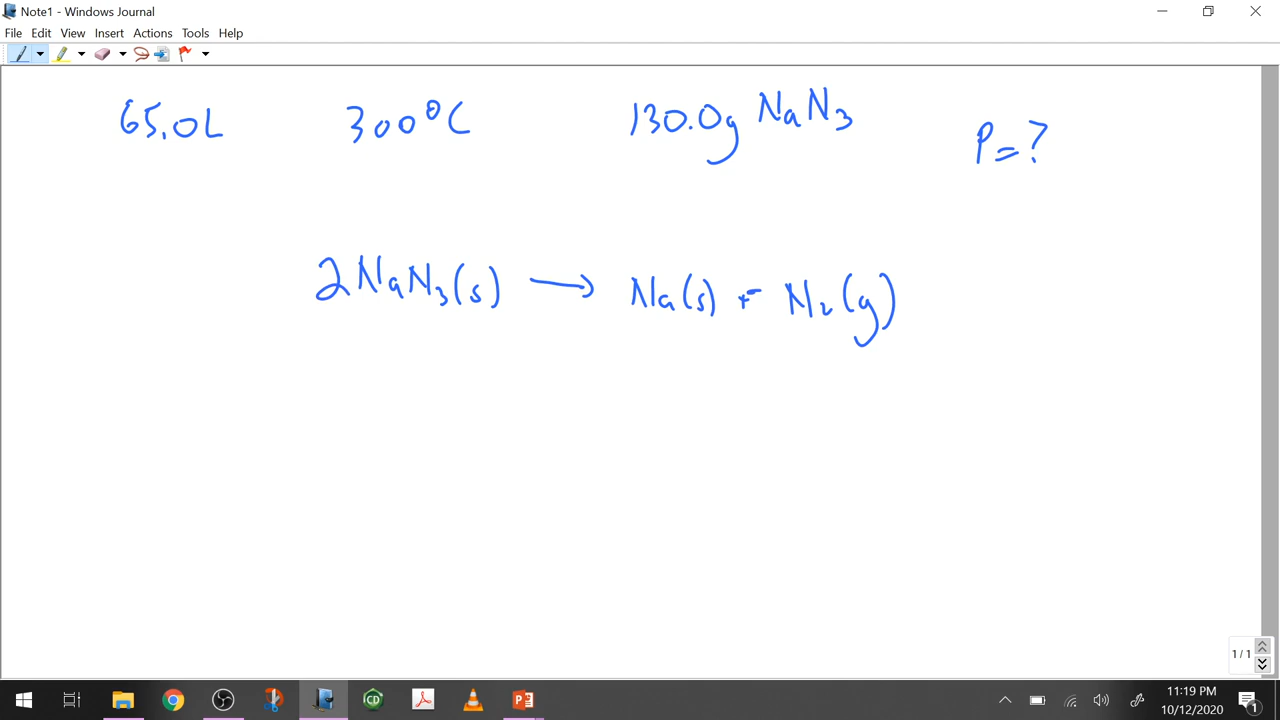 Note1 - Windows Journal
File Edit View Insert Actions Tools Help
65.0L 300°C 130.0g NaN3 P=?
2NaN3(s) → Na(s) + N2(g)
1 / 1
11:19 PM
10/12/2020
1